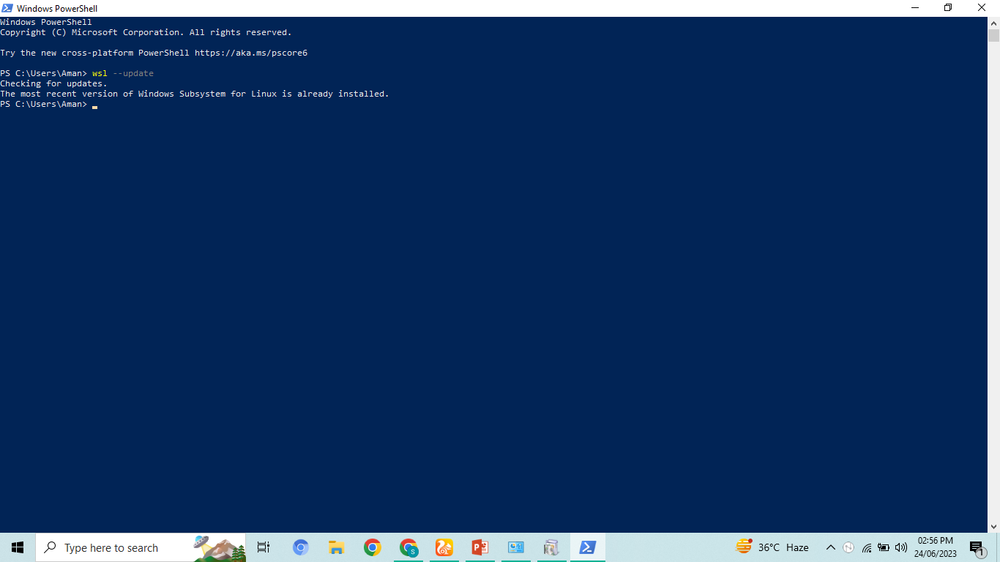 Windows PowerShell
Windows PowerShell
Copyright (C) Microsoft Corporation. All rights reserved.
Try the new cross-platform PowerShell https://aka.ms/pscore6
PS C:\Users\Aman> wsl --update
Checking for updates.
The most recent version of Windows Subsystem for Linux is already installed.
PS C:\Users\Aman>
Type here to search
S
P
36°C Haze
N
02:56 PM
24/06/2023
1